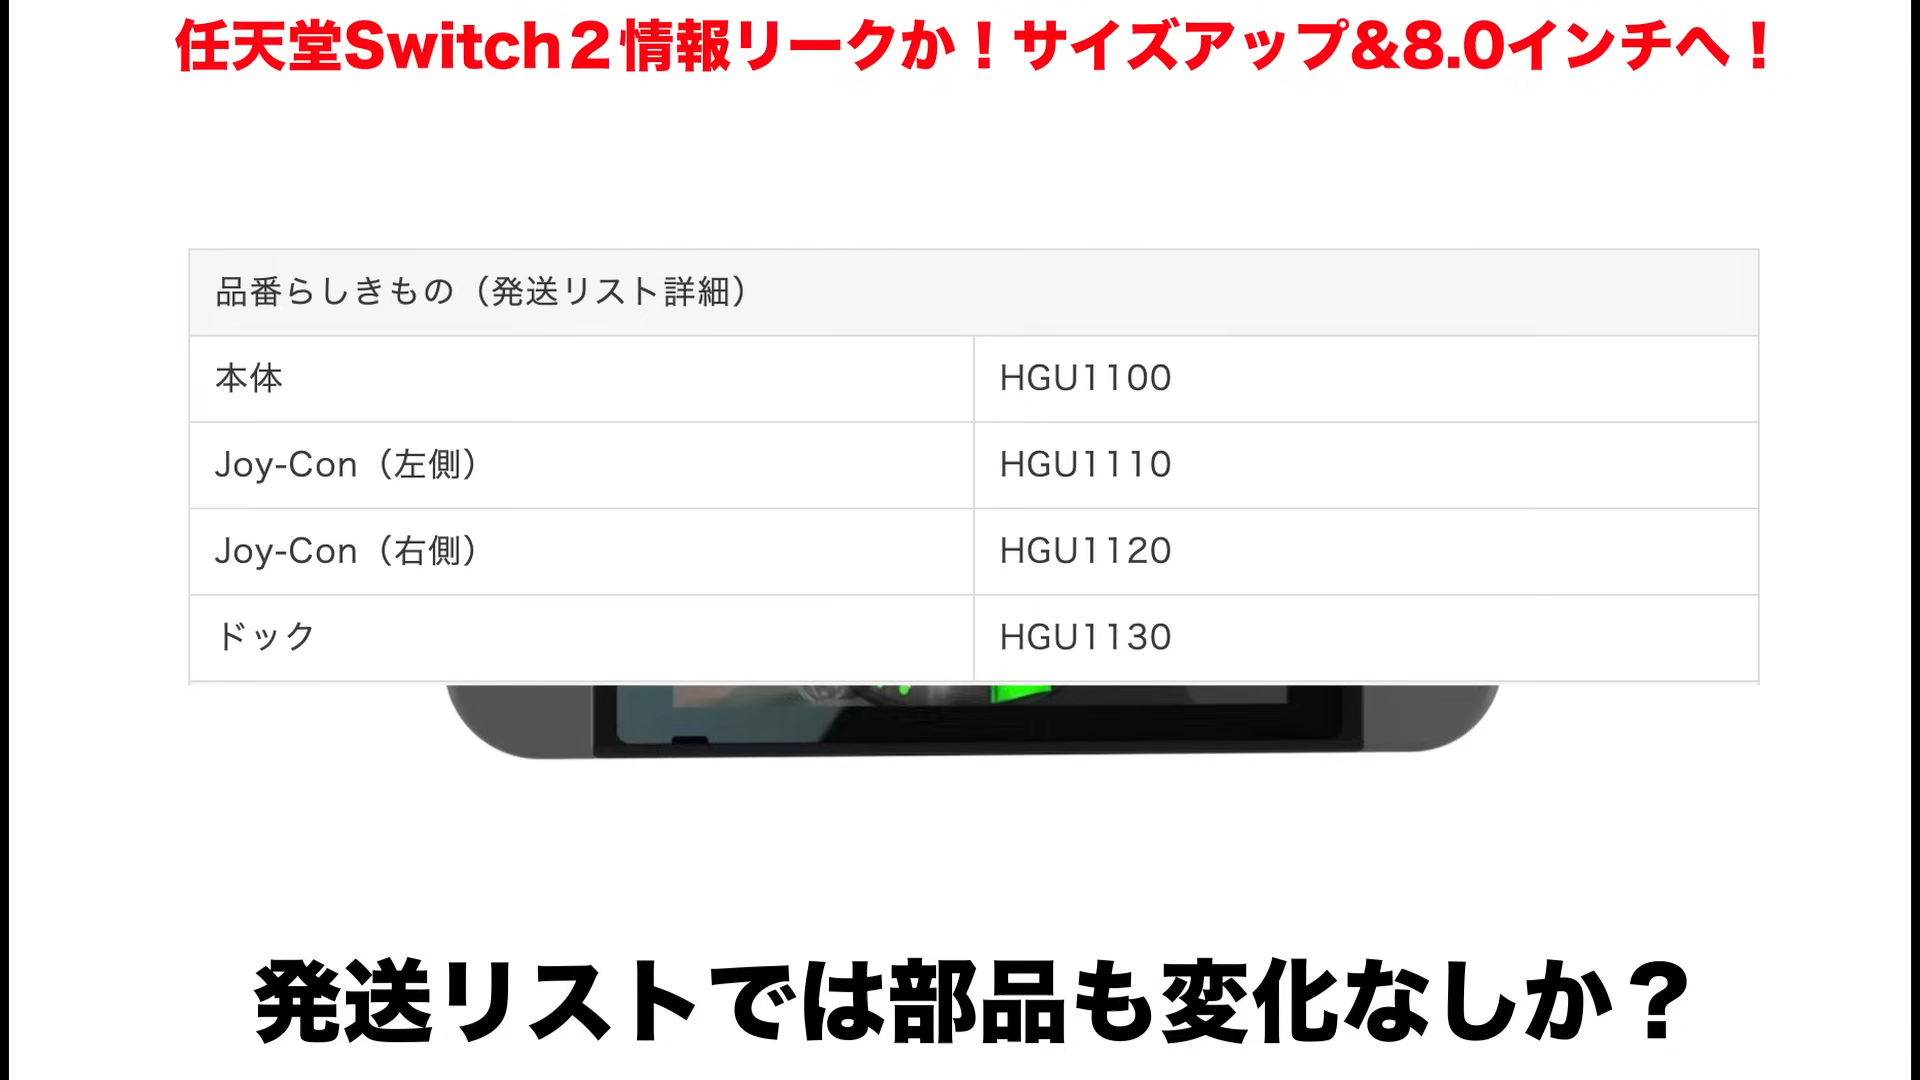 任天堂Switch２情報リークか！サイズアップ&8.0インチへ！
品番らしきもの（発送リスト詳細）
本体 HGU1100
Joy-Con（左側） HGU1110
Joy-Con（右側） HGU1120
ドック HGU1130
発送リストでは部品も変化なしか？